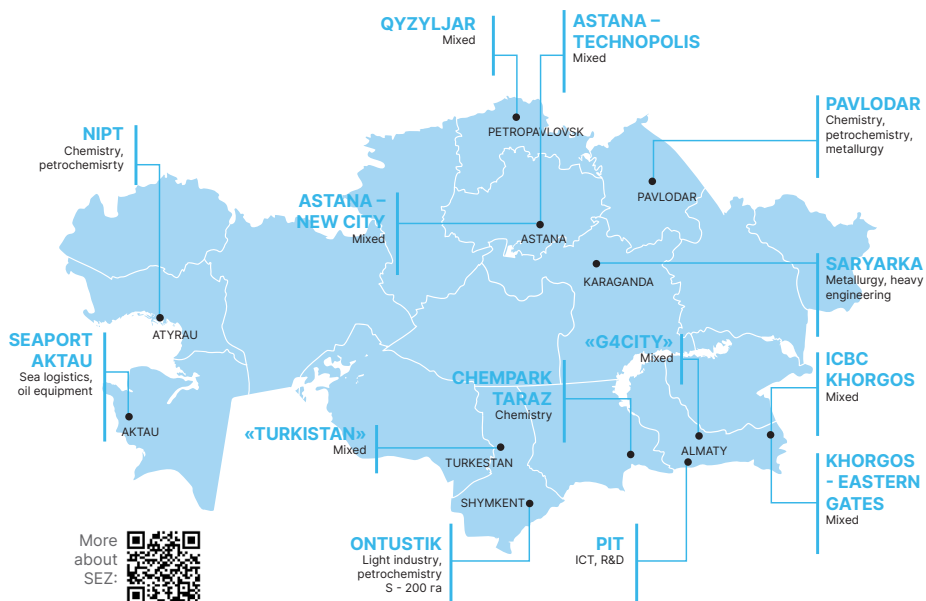 QYZYLJAR
Mixed
ASTANA –
TECHNOPOLIS
Mixed
PAVLODAR
Chemistry,
petrochemistry,
metallurgy
NIPT
Chemistry,
petrochemisrty
PETROPAVLOVSK
PAVLODAR
ASTANA –
NEW CITY
Mixed
ASTANA
SARYARKA
Metallurgy, heavy
engineering
KARAGANDA
ATYRAU
SEAPORT
AKTAU
Sea logistics,
oil equipment
AKTAU
«G4CITY»
Mixed
ICBC
KHORGOS
Mixed
CHEMPARK
TARAZ
Chemistry
«TURKISTAN»
Mixed
TURKESTAN
ALMATY
KHORGOS
- EASTERN
GATES
Mixed
SHYMKENT
ONTUSTIK
Light industry,
petrochemistry
S - 200 га
PIT
ICT, R&D
More
about
SEZ: